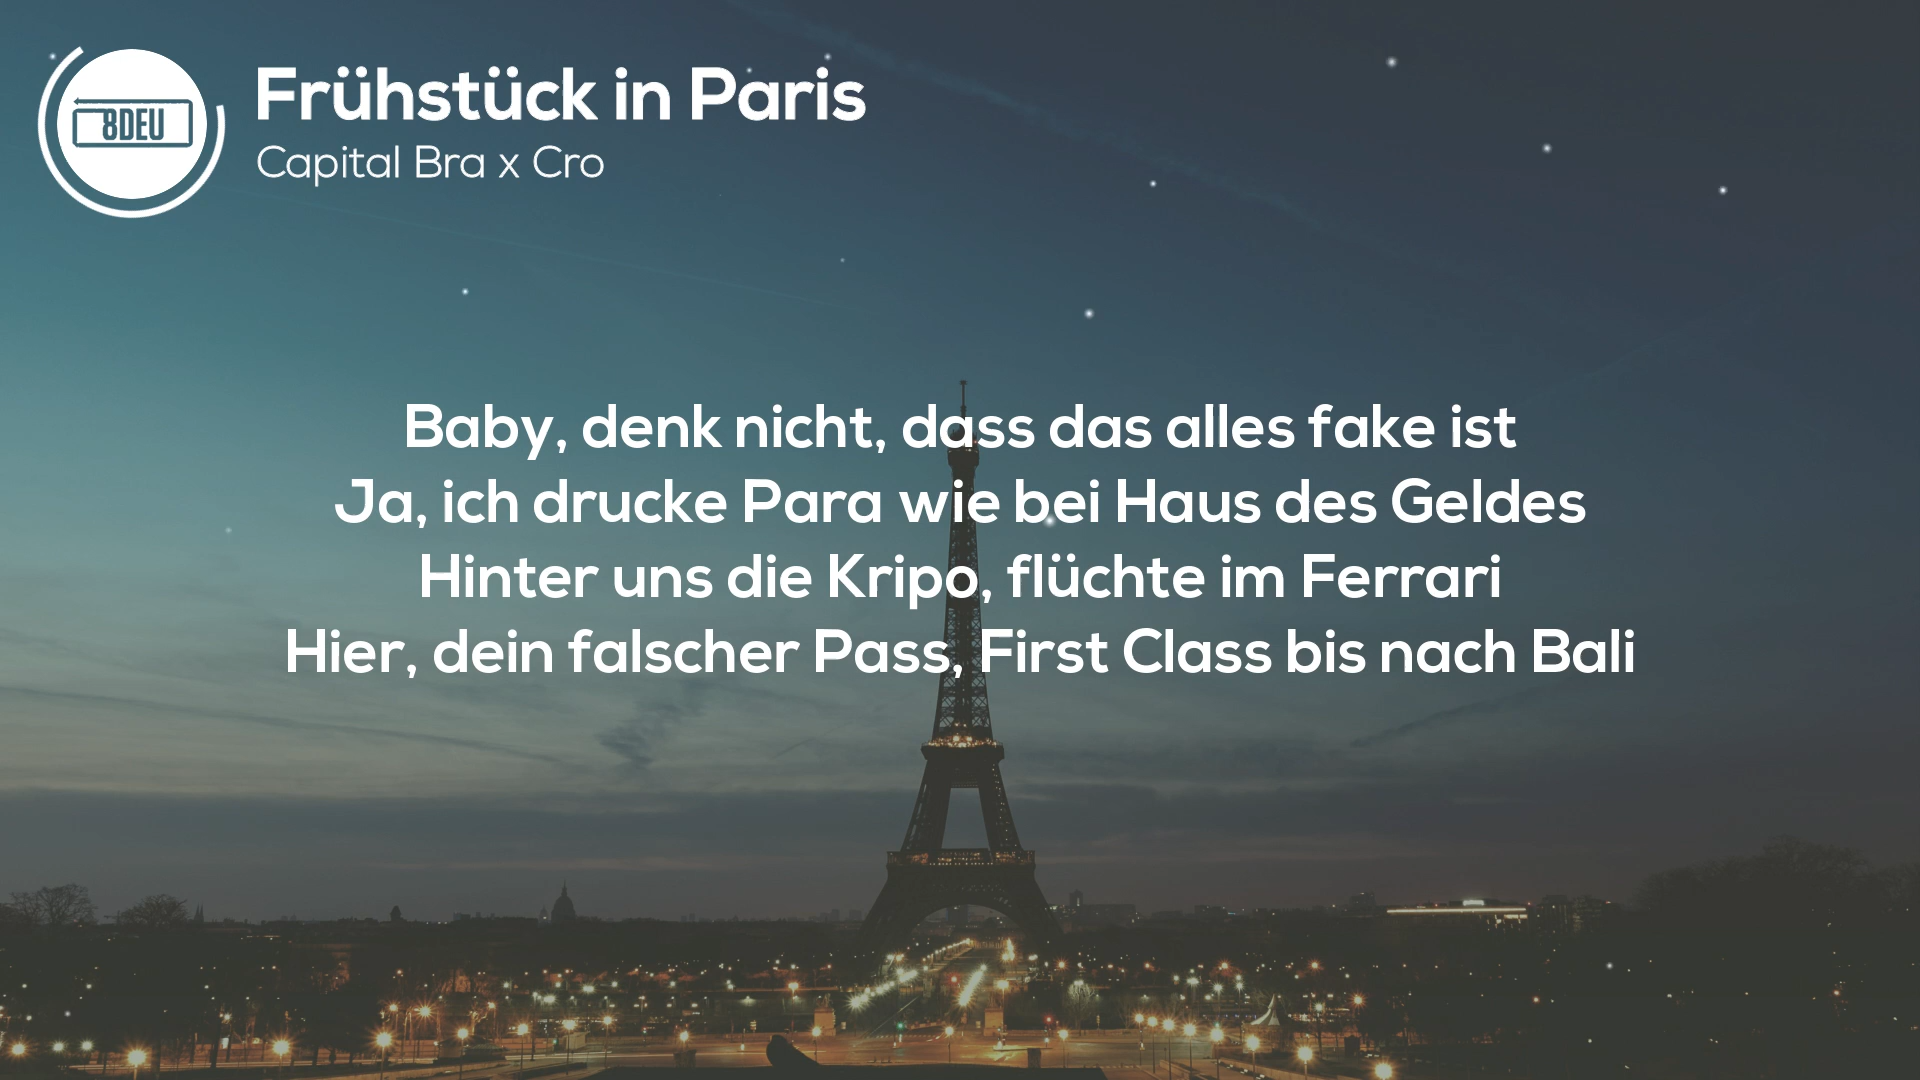 8DEU
Frühstück in Paris
Capital Bra x Cro
Baby, denk nicht, dass das alles fake ist
Ja, ich drucke Para wie bei Haus des Geldes
Hinter uns die Kripo, flüchte im Ferrari
Hier, dein falscher Pass, First Class bis nach Bali